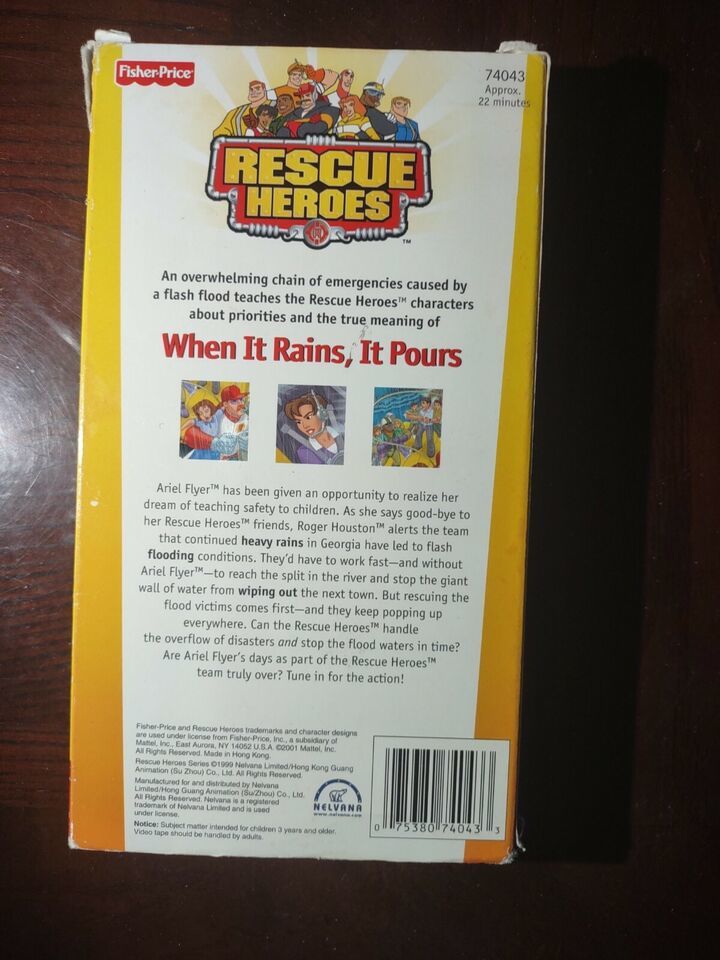 Fisher-Price
74043
Approx.
22 minutes
RESCUE
HEROES
™
An overwhelming chain of emergencies caused by
a flash flood teaches the Rescue Heroes™ characters
about priorities and the true meaning of
When It Rains, It Pours
Ariel Flyer™ has been given an opportunity to realize her
dream of teaching safety to children. As she says good-bye to
her Rescue Heroes™ friends, Roger Houston™ alerts the team
that continued heavy rains in Georgia have led to flash
flooding conditions. They'd have to work fast—and without
Ariel Flyer™—to reach the split in the river and stop the giant
wall of water from wiping out the next town. But rescuing the
flood victims comes first—and they keep popping up
everywhere. Can the Rescue Heroes™ handle
the overflow of disasters and stop the flood waters in time?
Are Ariel Flyer's days as part of the Rescue Heroes™
team truly over? Tune in for the action!
Fisher-Price and Rescue Heroes trademarks and character designs
are used under license from Fisher-Price, Inc., a subsidiary of
Mattel, Inc., East Aurora, NY 14052 U.S.A. ©2001 Mattel, Inc.
All Rights Reserved. Made in Hong Kong.
Rescue Heroes Series ©1999 Nelvana Limited/Hong Kong Guang
Animation (Su Zhou) Co., Ltd. All Rights Reserved.
Manufactured for and distributed by Nelvana
Limited/Hong Guang Animation (Su/Zhou) Co., Ltd.
All Rights Reserved. Nelvana is a registered
trademark of Nelvana Limited and is used
under license.
Notice: Subject matter intended for children 3 years and older.
Video tape should be handled by adults.
NELVANA
www.nelvana.com
0 75380 74043 3